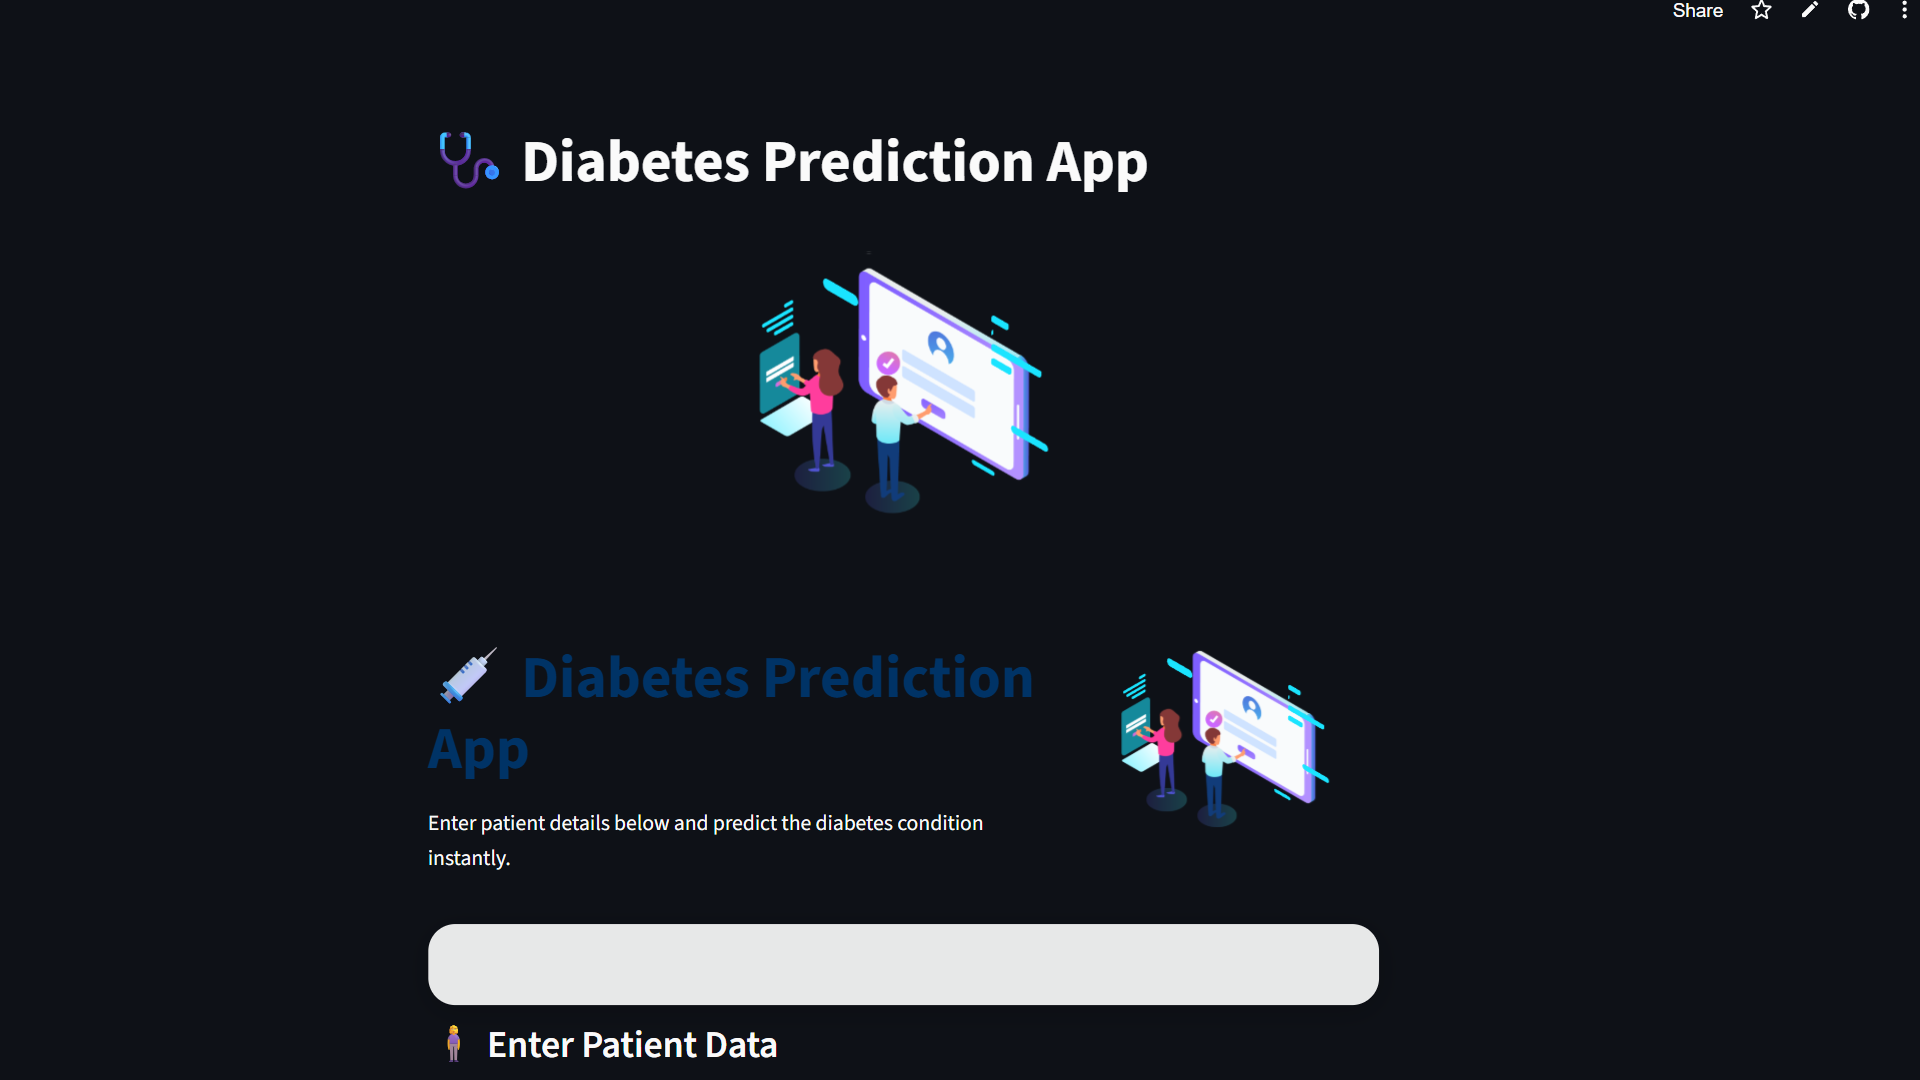 Share
Diabetes Prediction App
Diabetes Prediction
App
Enter patient details below and predict the diabetes condition
instantly.
Enter Patient Data